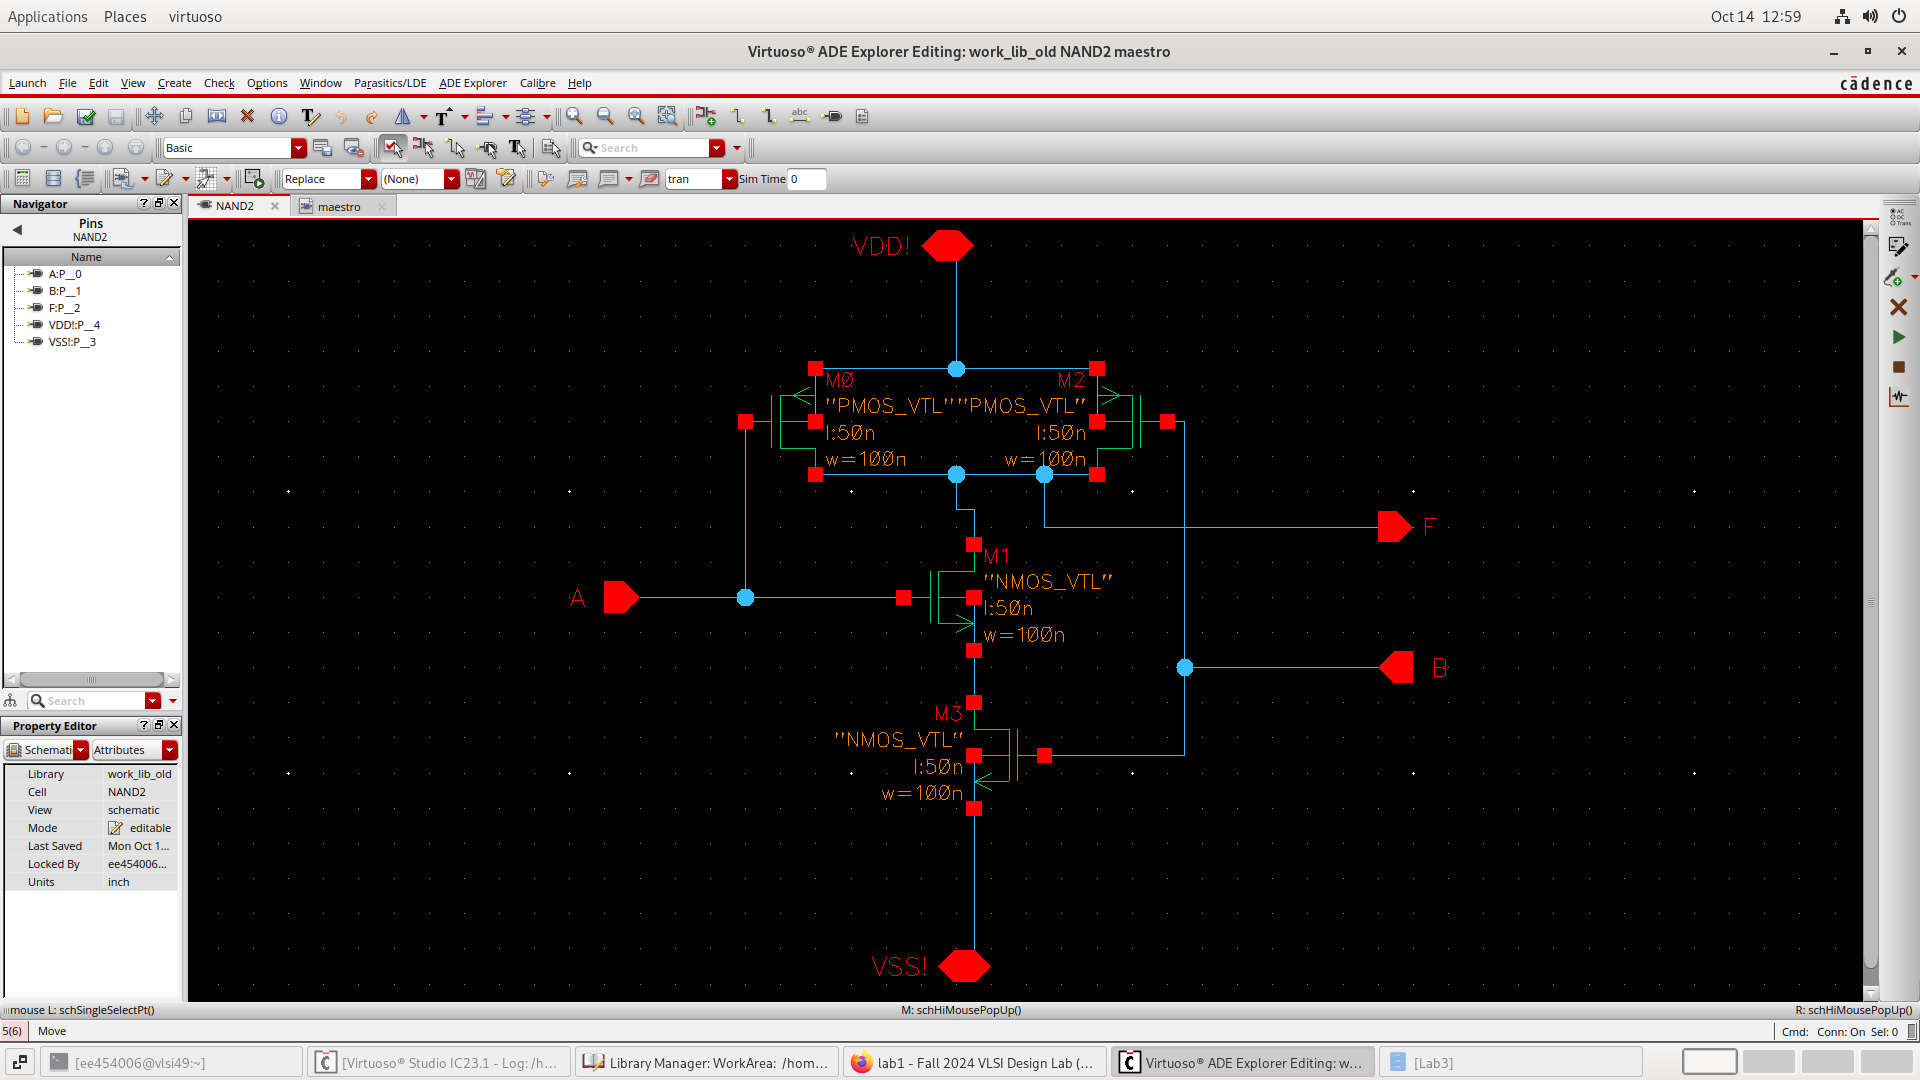 Applications Places virtuoso Oct 14 12:59
Virtuoso® ADE Explorer Editing: work_lib_old NAND2 maestro
Launch File Edit View Create Check Options Window Parasitics/LDE ADE Explorer Calibre Help cādence
Basic Search
Replace (None) tran Sim Time 0
Navigator NAND2 maestro
Pins
NAND2
Name
A:P__0
B:P__1
F:P__2
VDD!:P__4
VSS!:P__3
Search
Property Editor
Schemati Attributes
Library work_lib_old
Cell NAND2
View schematic
Mode editable
Last Saved Mon Oct 1...
Locked By ee454006...
Units inch
VDD!
M0 M2
"PMOS_VTL" "PMOS_VTL"
l:50n l:50n
w=100n w=100n
F
M1
"NMOS_VTL"
A
l:50n
w=100n
B
M3
"NMOS_VTL"
l:50n
w=100n
VSS!
mouse L: schSingleSelectPt() M: schHiMousePopUp() R: schHiMousePopUp()
5(6) Move Cmd: Conn: On Sel: 0
[ee454006@vlsi49:~] [Virtuoso® Studio IC23.1 - Log: /h... Library Manager: WorkArea: /hom... lab1 - Fall 2024 VLSI Design Lab (... Virtuoso® ADE Explorer Editing: w... [Lab3]